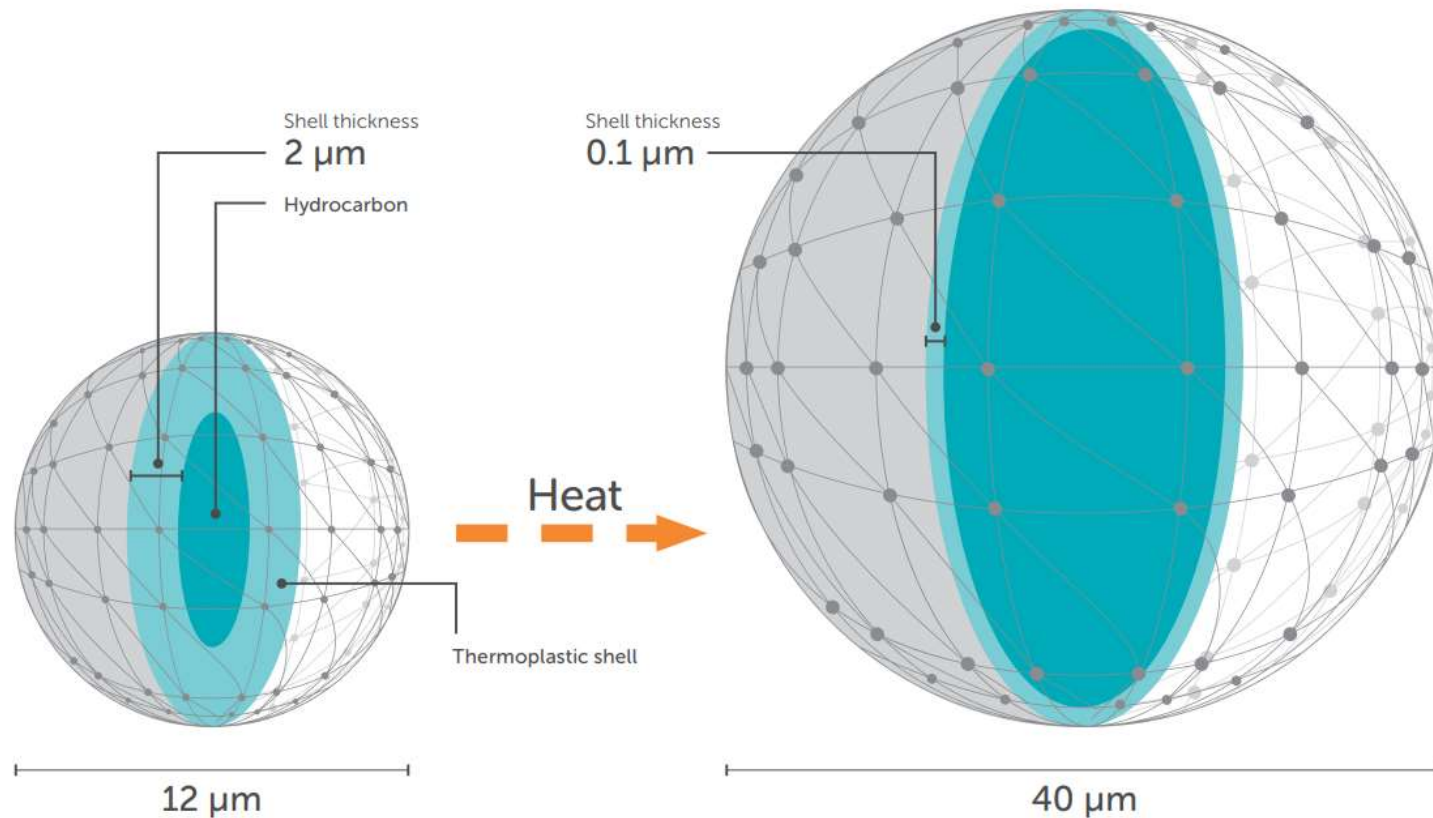 Shell thickness
2 μm
Hydrocarbon
Shell thickness
0.1 μm
Heat
Thermoplastic shell
12 μm
40 μm